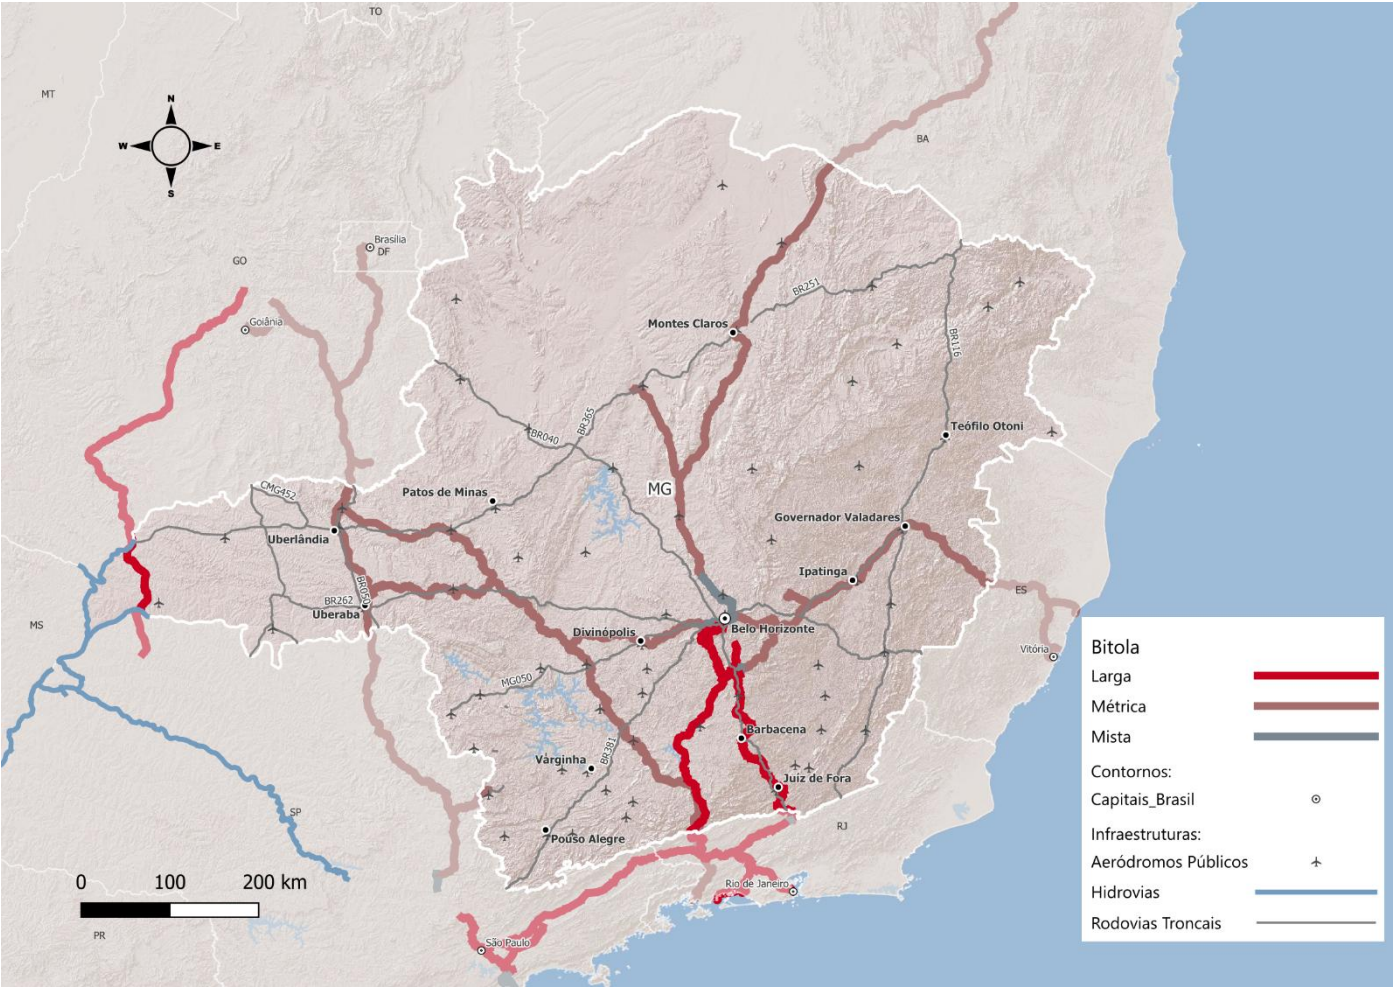 TO
MT
N
W
E
S
BA
Brasília
DF
GO
Goiânia
BR251
Montes Claros
BR116
BR365
BR040
Teófilo Otoni
MG
Patos de Minas
CMG452
Governador Valadares
Uberlândia
Ipatinga
BR050
BR262
Uberaba
ES
MS
Divinópolis
Belo Horizonte
Vitória
MG050
Barbacena
BR381
Varginha
Juiz de Fora
SP
Pouso Alegre
RJ
Rio de Janeiro
São Paulo
PR
0 100 200 km
Bitola
Larga
Métrica
Mista
Contornos:
Capitais_Brasil
Infraestruturas:
Aeródromos Públicos
Hidrovias
Rodovias Troncais